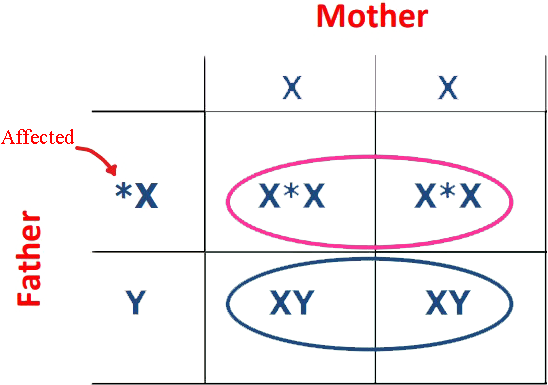 Mother
X X
Affected
*X X*X X*X
Father
Y XY XY